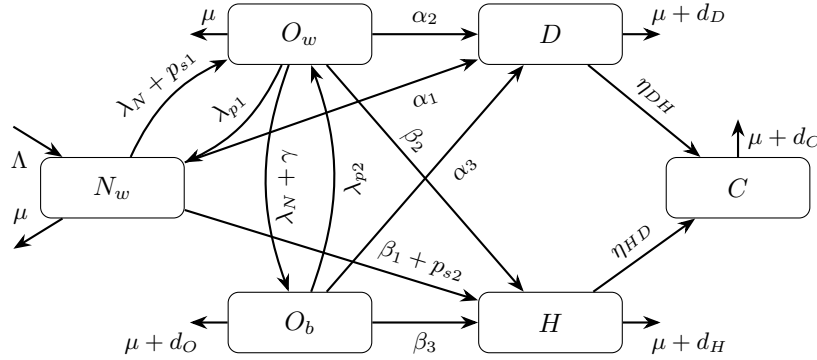 μ
O_w
α_2
D
μ + d_D
λ_N + p_{s1}
λ_{p1}
α_1
η_{DH}
β_2
Λ
μ + d_C
N_w
λ_N + γ
λ_{p2}
α_3
C
μ
β_1 + p_{s2}
η_{HD}
O_b
H
μ + d_O
β_3
μ + d_H